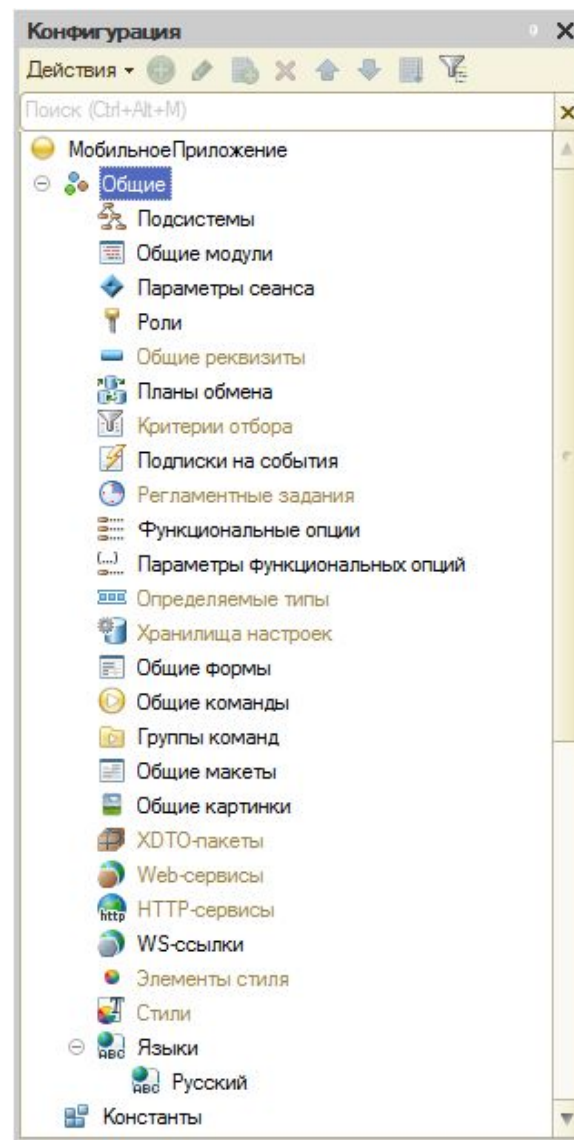 Конфигурация
Действия
Поиск (Ctrl+Alt+M)
МобильноеПриложение
Общие
Подсистемы
Общие модули
Параметры сеанса
Роли
Общие реквизиты
Планы обмена
Критерии отбора
Подписки на события
Регламентные задания
Функциональные опции
(...) Параметры функциональных опций
Определяемые типы
Хранилища настроек
Общие формы
Общие команды
Группы команд
Общие макеты
Общие картинки
XDTO-пакеты
Web-сервисы
http HTTP-сервисы
WS-ссылки
Элементы стиля
Стили
ABC Языки
ABC Русский
Константы